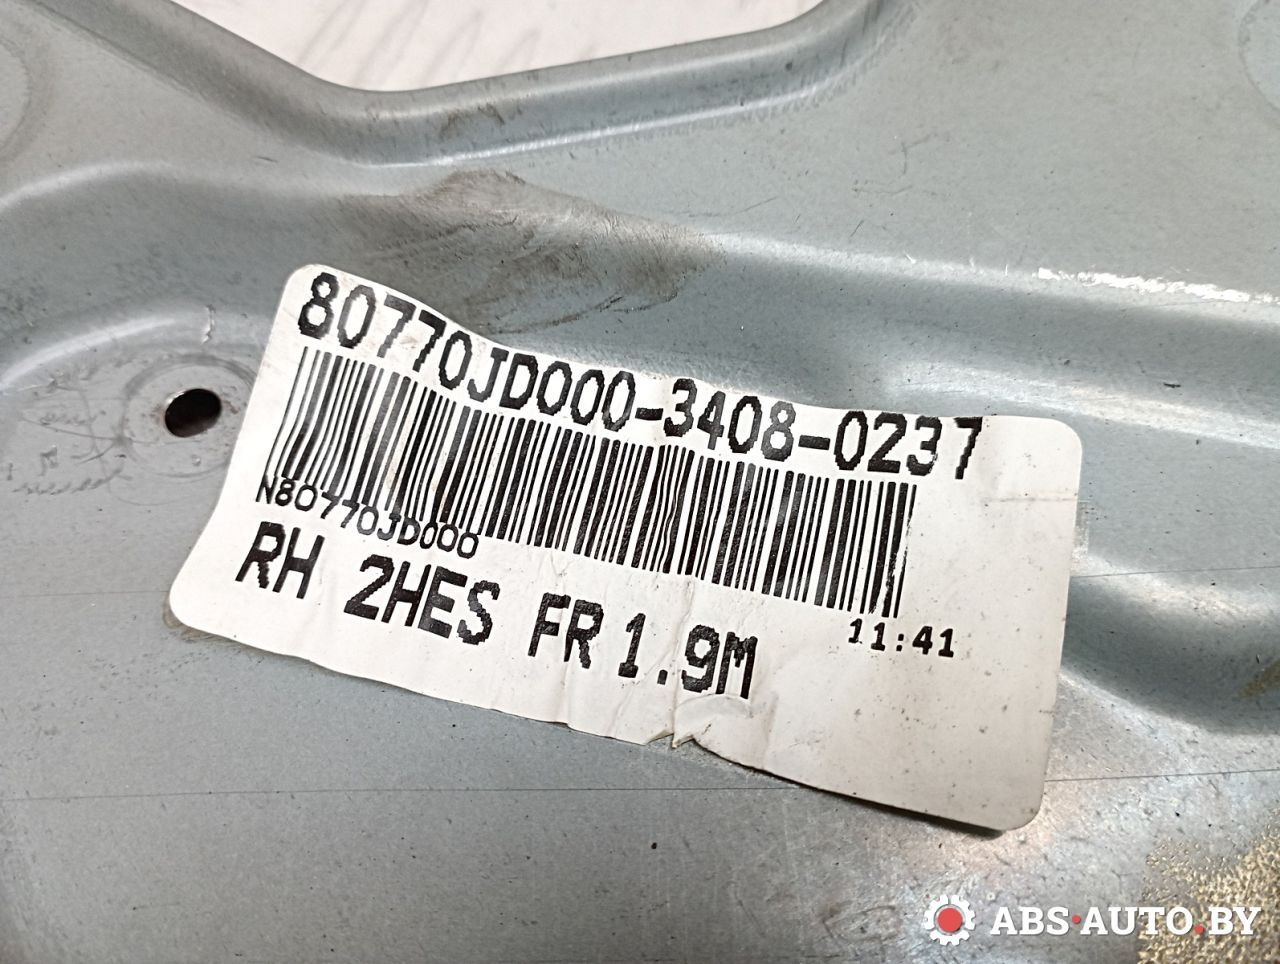 80770JD000-3408-0237
N80770JD000
11:41
RH 2HES FR 1.9M
ABS·AUTO.BY